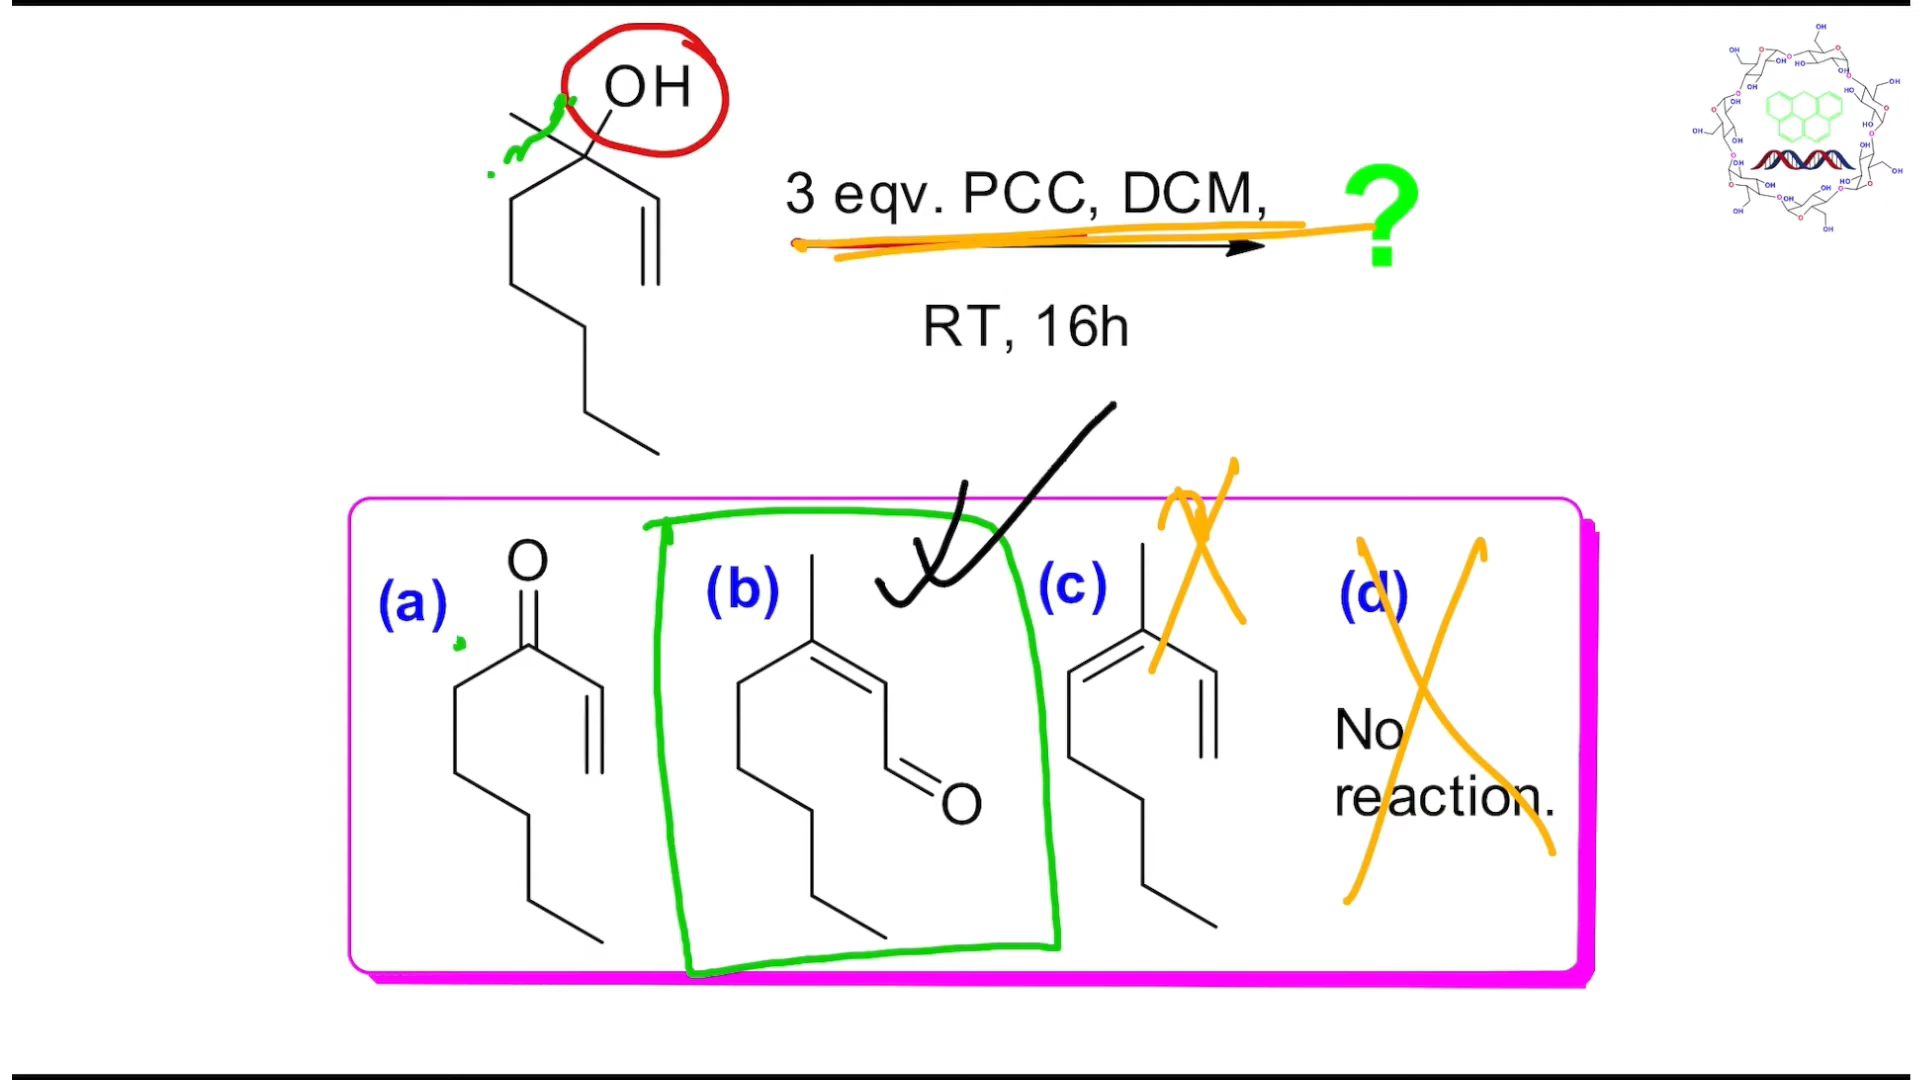 OH
3 eqv. PCC, DCM,
?
RT, 16h
(a)
O
(b)
O
(c)
(d)
No
reaction.